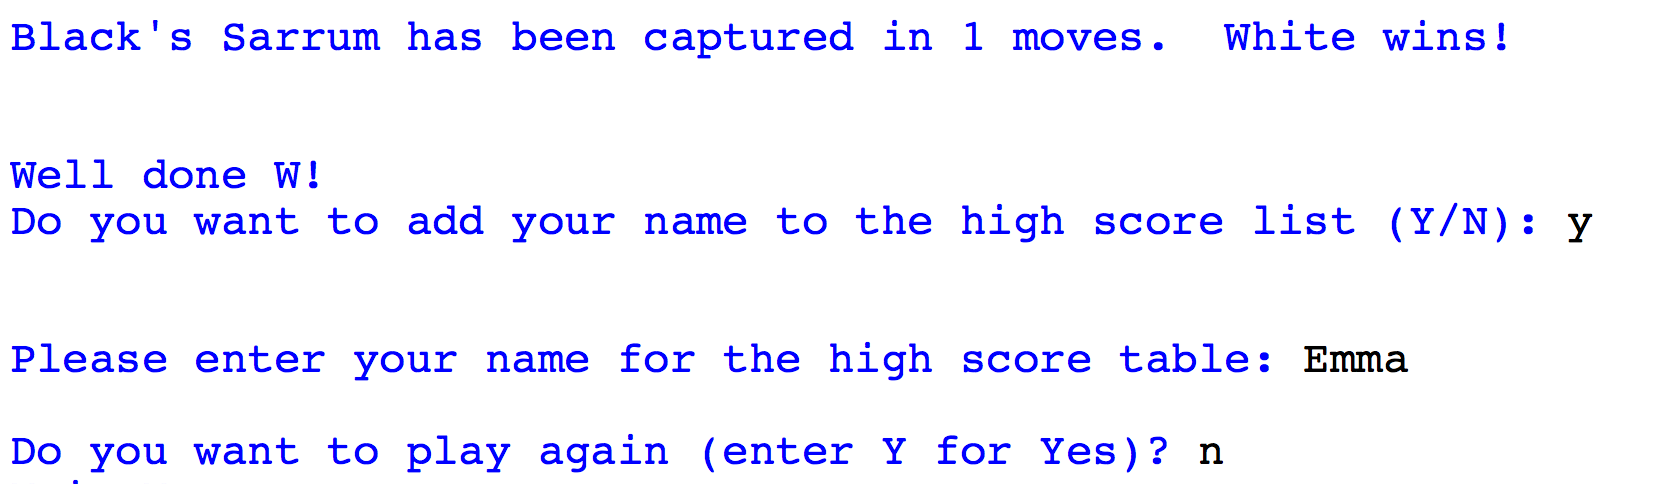 Black's Sarrum has been captured in 1 moves.  White wins!
Well done W!
Do you want to add your name to the high score list (Y/N): y
Please enter your name for the high score table: Emma
Do you want to play again (enter Y for Yes)? n